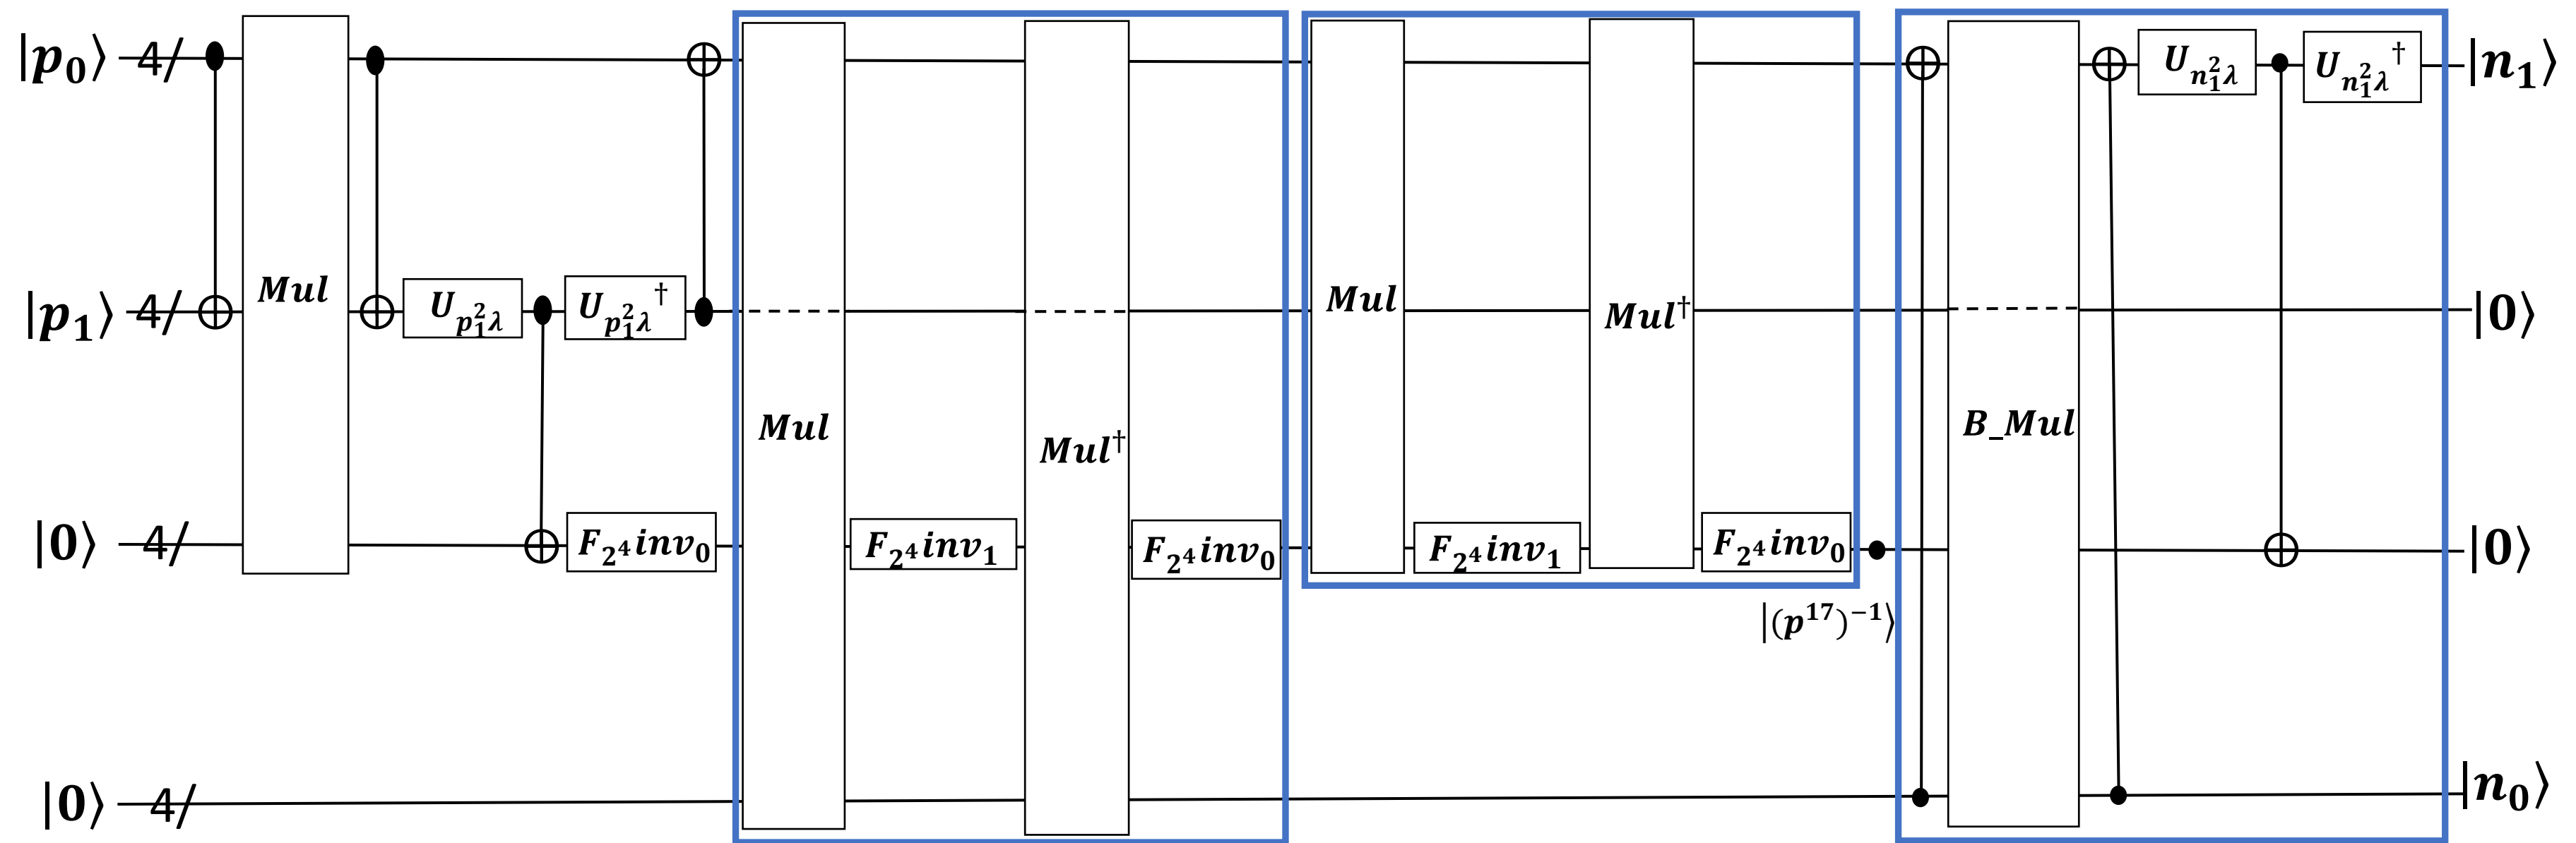 |p₀⟩ 4/ Mul U_{p₁²λ} U_{p₁²λ}† Mul F_{2⁴}inv₁ Mul† F_{2⁴}inv₀ Mul F_{2⁴}inv₁ Mul† F_{2⁴}inv₀ B_Mul U_{n₁²λ} U_{n₁²λ}† |n₁⟩
|p₁⟩ 4/ |0⟩
|0⟩ 4/ F_{2⁴}inv₀ |0⟩
|(p¹⁷)⁻¹⟩
|0⟩ 4/ |n₀⟩